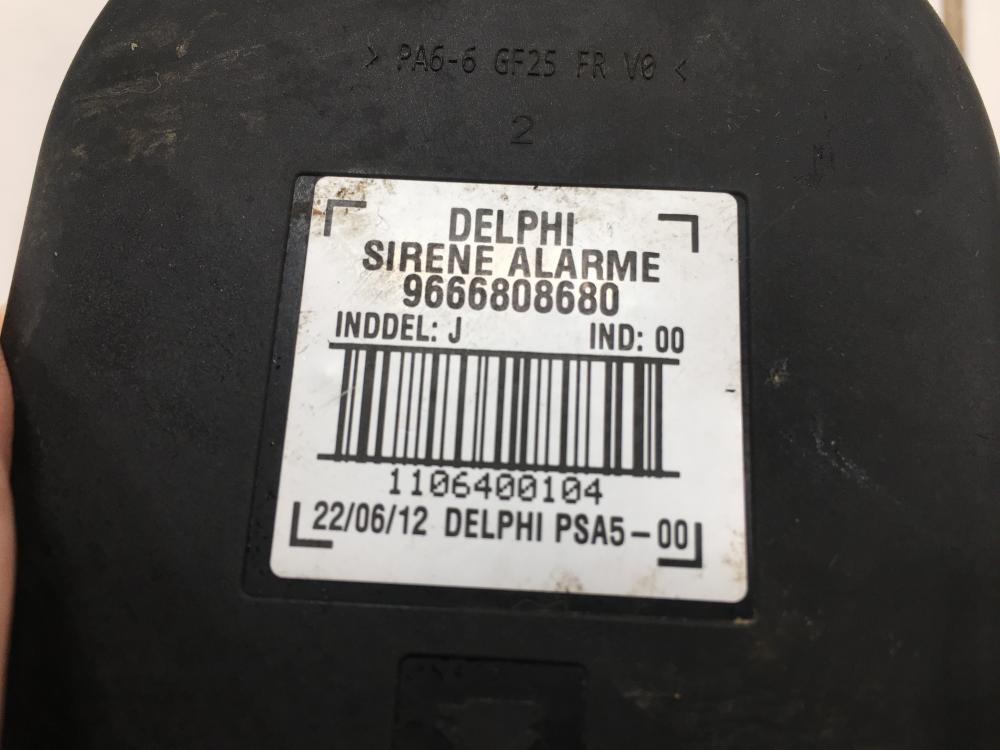 > PA6-6 GF25 FR V0 <
2
DELPHI
SIRENE ALARME
9666808680
INDDEL: J IND: 00
1106400104
22/06/12 DELPHI PSA5-00